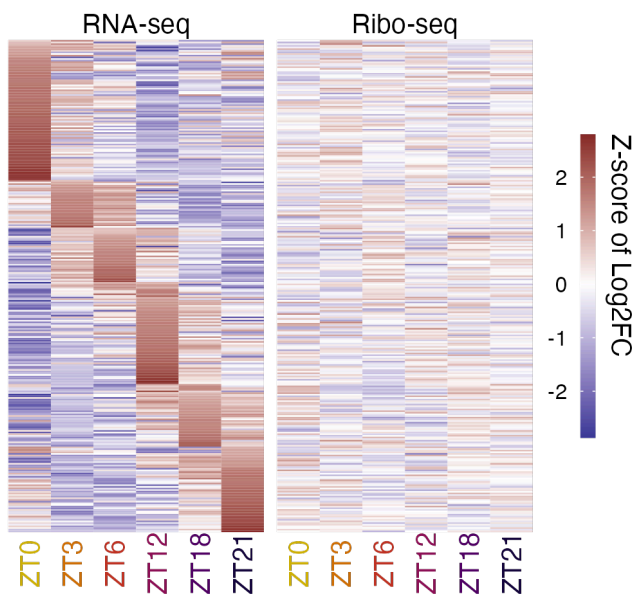 RNA-seq Ribo-seq
2
1
0
-1
-2
Z-score of Log2FC
ZT0 ZT3 ZT6 ZT12 ZT18 ZT21 ZT0 ZT3 ZT6 ZT12 ZT18 ZT21